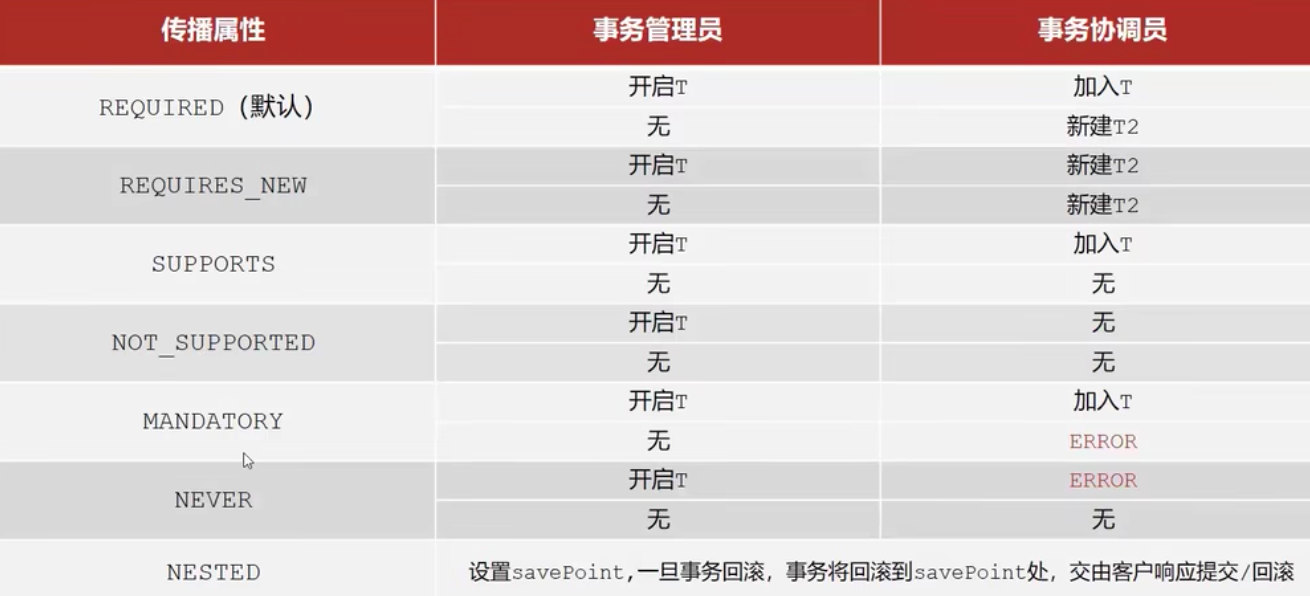 传播属性 事务管理员 事务协调员
REQUIRED（默认） 开启T 加入T
无 新建T2
REQUIRES_NEW 开启T 新建T2
无 新建T2
SUPPORTS 开启T 加入T
无 无
NOT_SUPPORTED 开启T 无
无 无
MANDATORY 开启T 加入T
无 ERROR
NEVER 开启T ERROR
无 无
NESTED 设置savePoint,一旦事务回滚，事务将回滚到savePoint处，交由客户响应提交/回滚